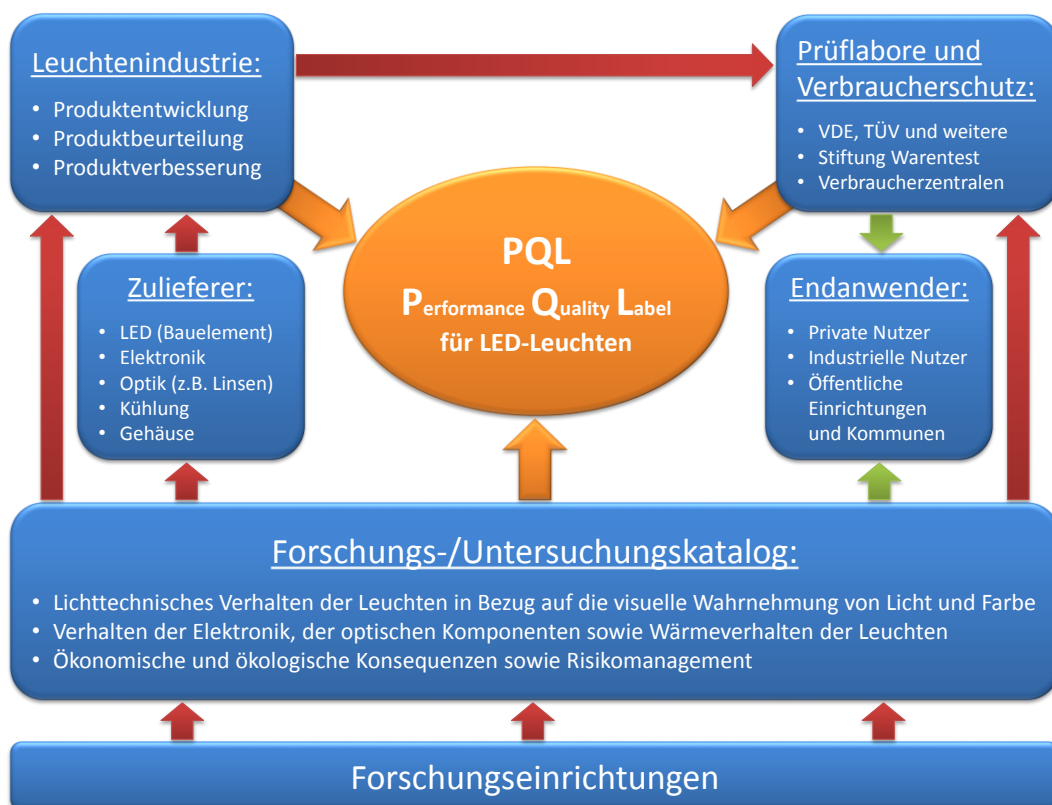 Leuchtenindustrie:
• Produktentwicklung
• Produktbeurteilung
• Produktverbesserung
Prüflabore und
Verbraucherschutz:
• VDE, TÜV und weitere
• Stiftung Warentest
• Verbraucherzentralen
PQL
Performance Quality Label
für LED-Leuchten
Zulieferer:
• LED (Bauelement)
• Elektronik
• Optik (z.B. Linsen)
• Kühlung
• Gehäuse
Endanwender:
• Private Nutzer
• Industrielle Nutzer
• Öffentliche
Einrichtungen
und Kommunen
Forschungs-/Untersuchungskatalog:
• Lichttechnisches Verhalten der Leuchten in Bezug auf die visuelle Wahrnehmung von Licht und Farbe
• Verhalten der Elektronik, der optischen Komponenten sowie Wärmeverhalten der Leuchten
• Ökonomische und ökologische Konsequenzen sowie Risikomanagement
Forschungseinrichtungen